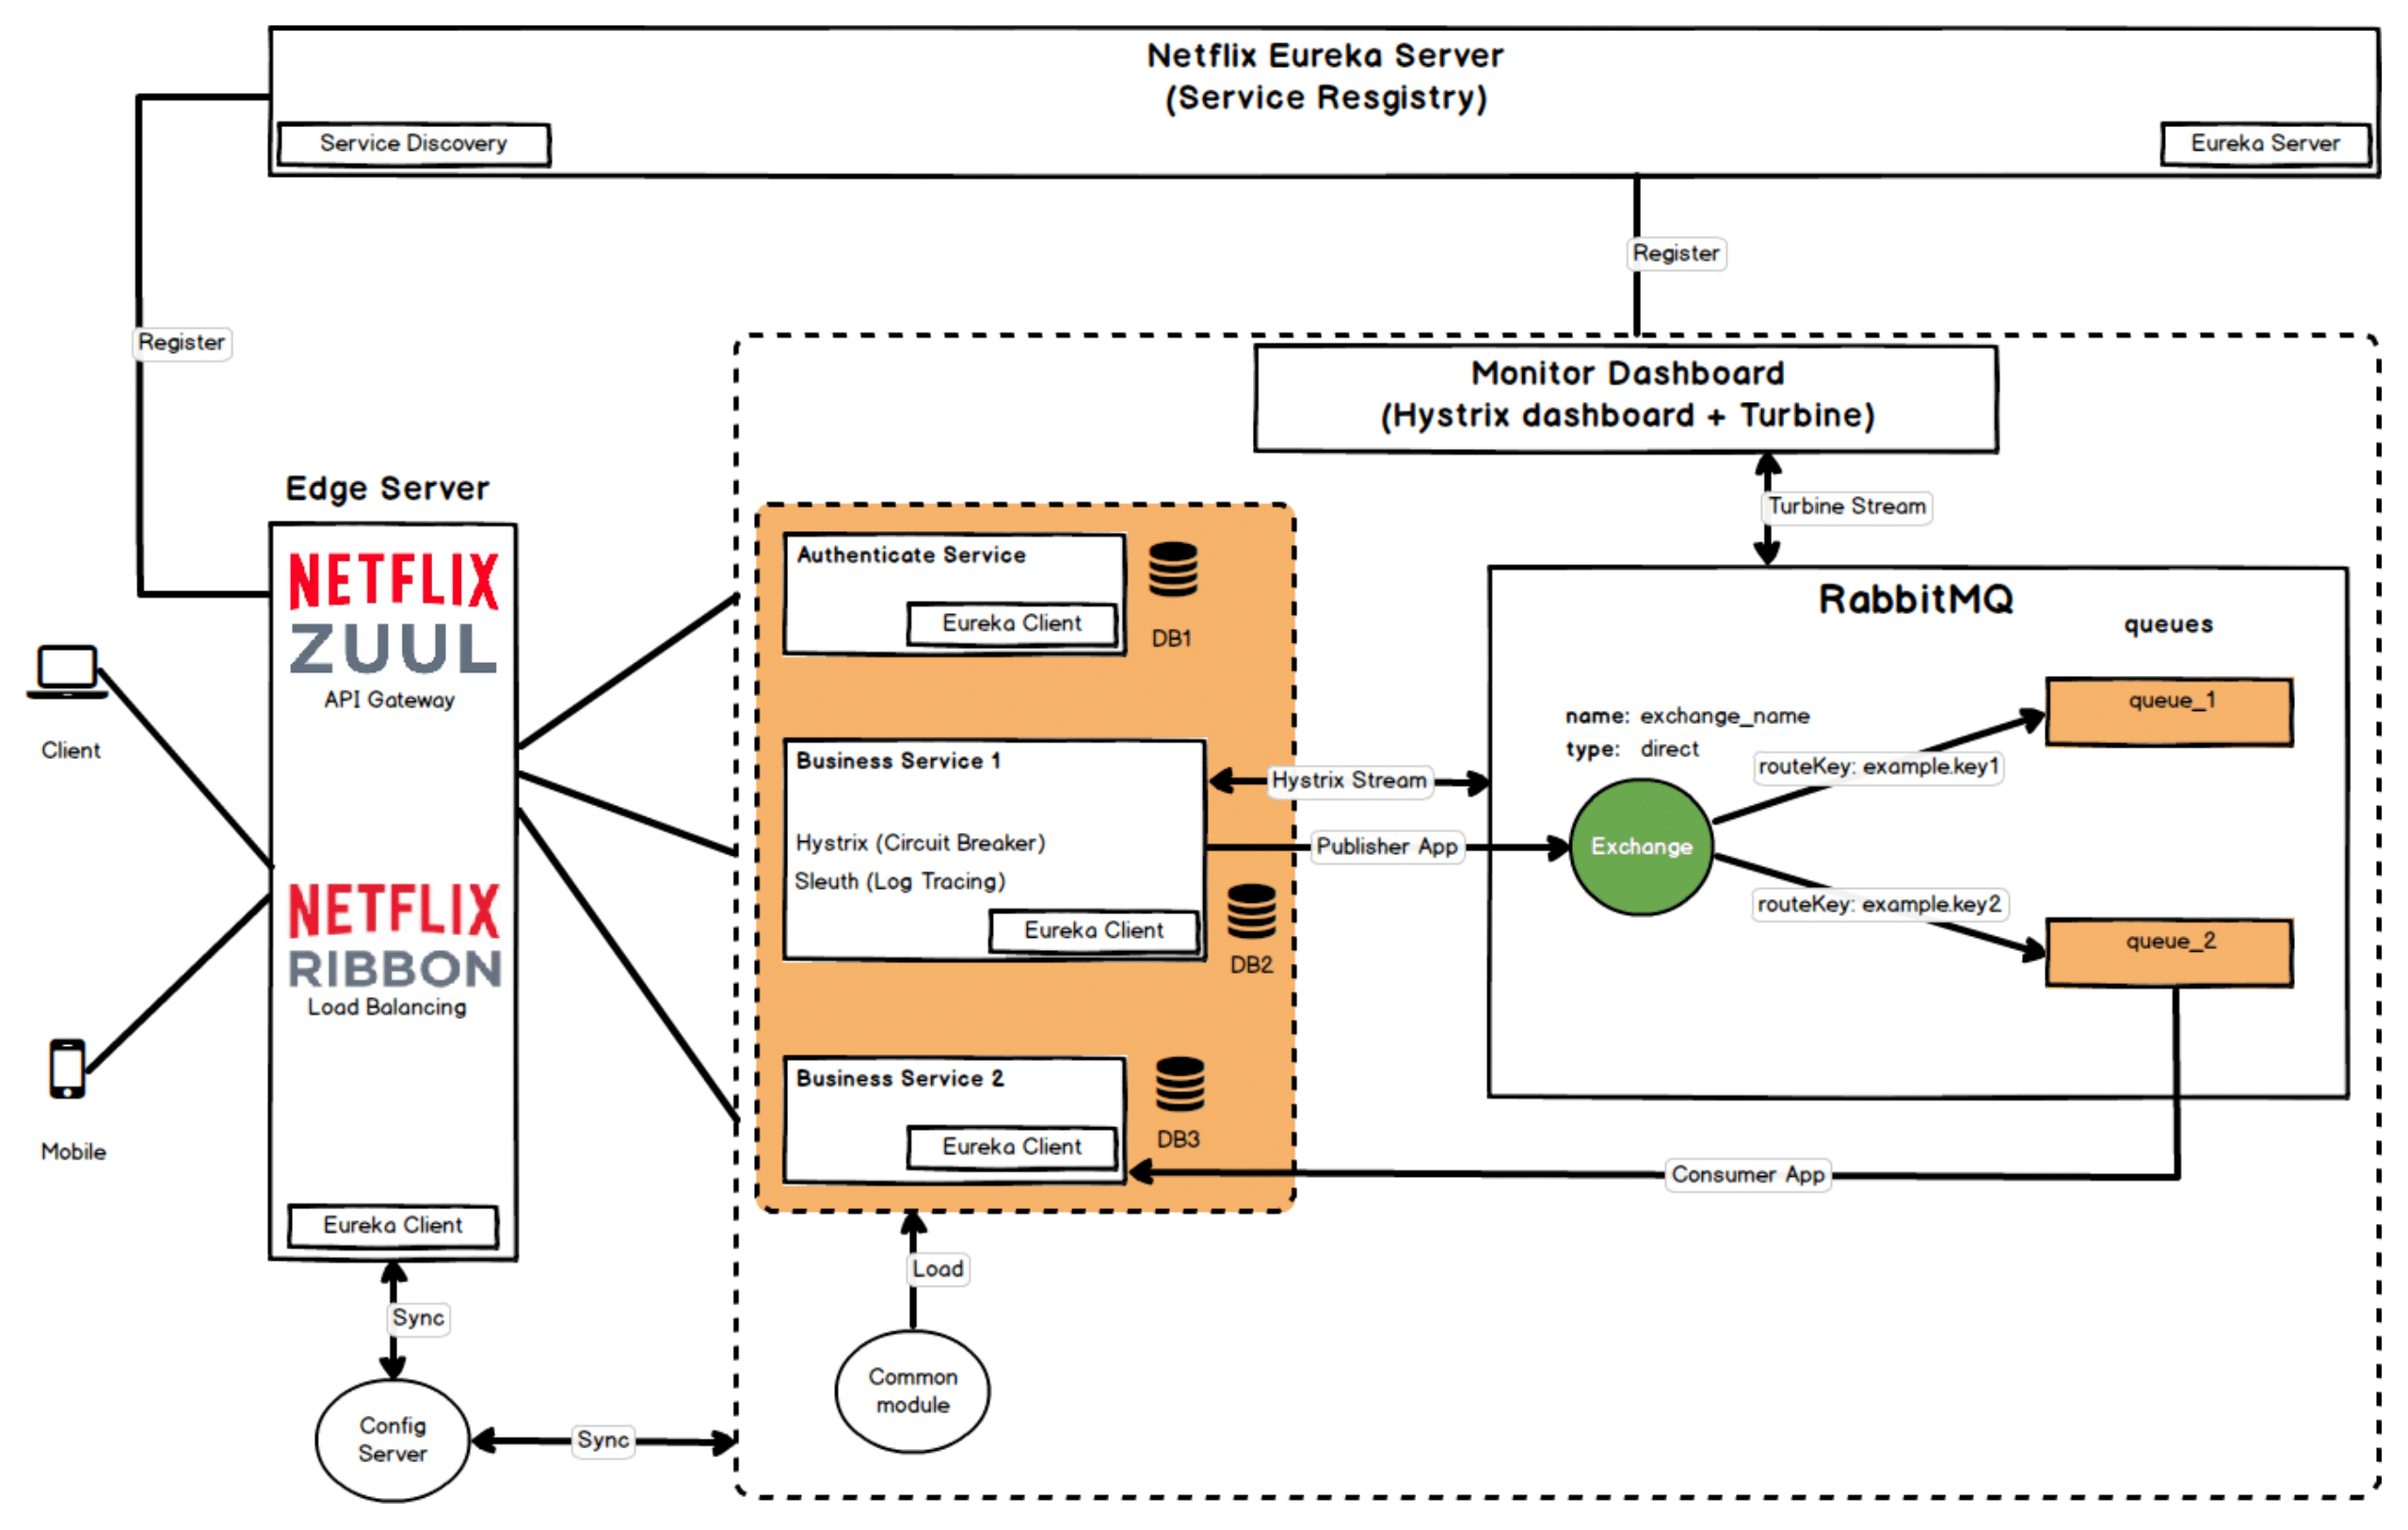 Netflix Eureka Server
(Service Resgistry)
Service Discovery
Eureka Server
Register
Register
Monitor Dashboard
(Hystrix dashboard + Turbine)
Turbine Stream
Edge Server
NETFLIX
ZUUL
API Gateway
NETFLIX
RIBBON
Load Balancing
Eureka Client
Client
Mobile
Authenticate Service
Eureka Client
DB1
Business Service 1
Hystrix (Circuit Breaker)
Sleuth (Log Tracing)
Eureka Client
DB2
Business Service 2
Eureka Client
DB3
Hystrix Stream
Publisher App
RabbitMQ
queues
name: exchange_name
type: direct
Exchange
routeKey: example.key1
routeKey: example.key2
queue_1
queue_2
Consumer App
Load
Common
module
Sync
Config
Server
Sync